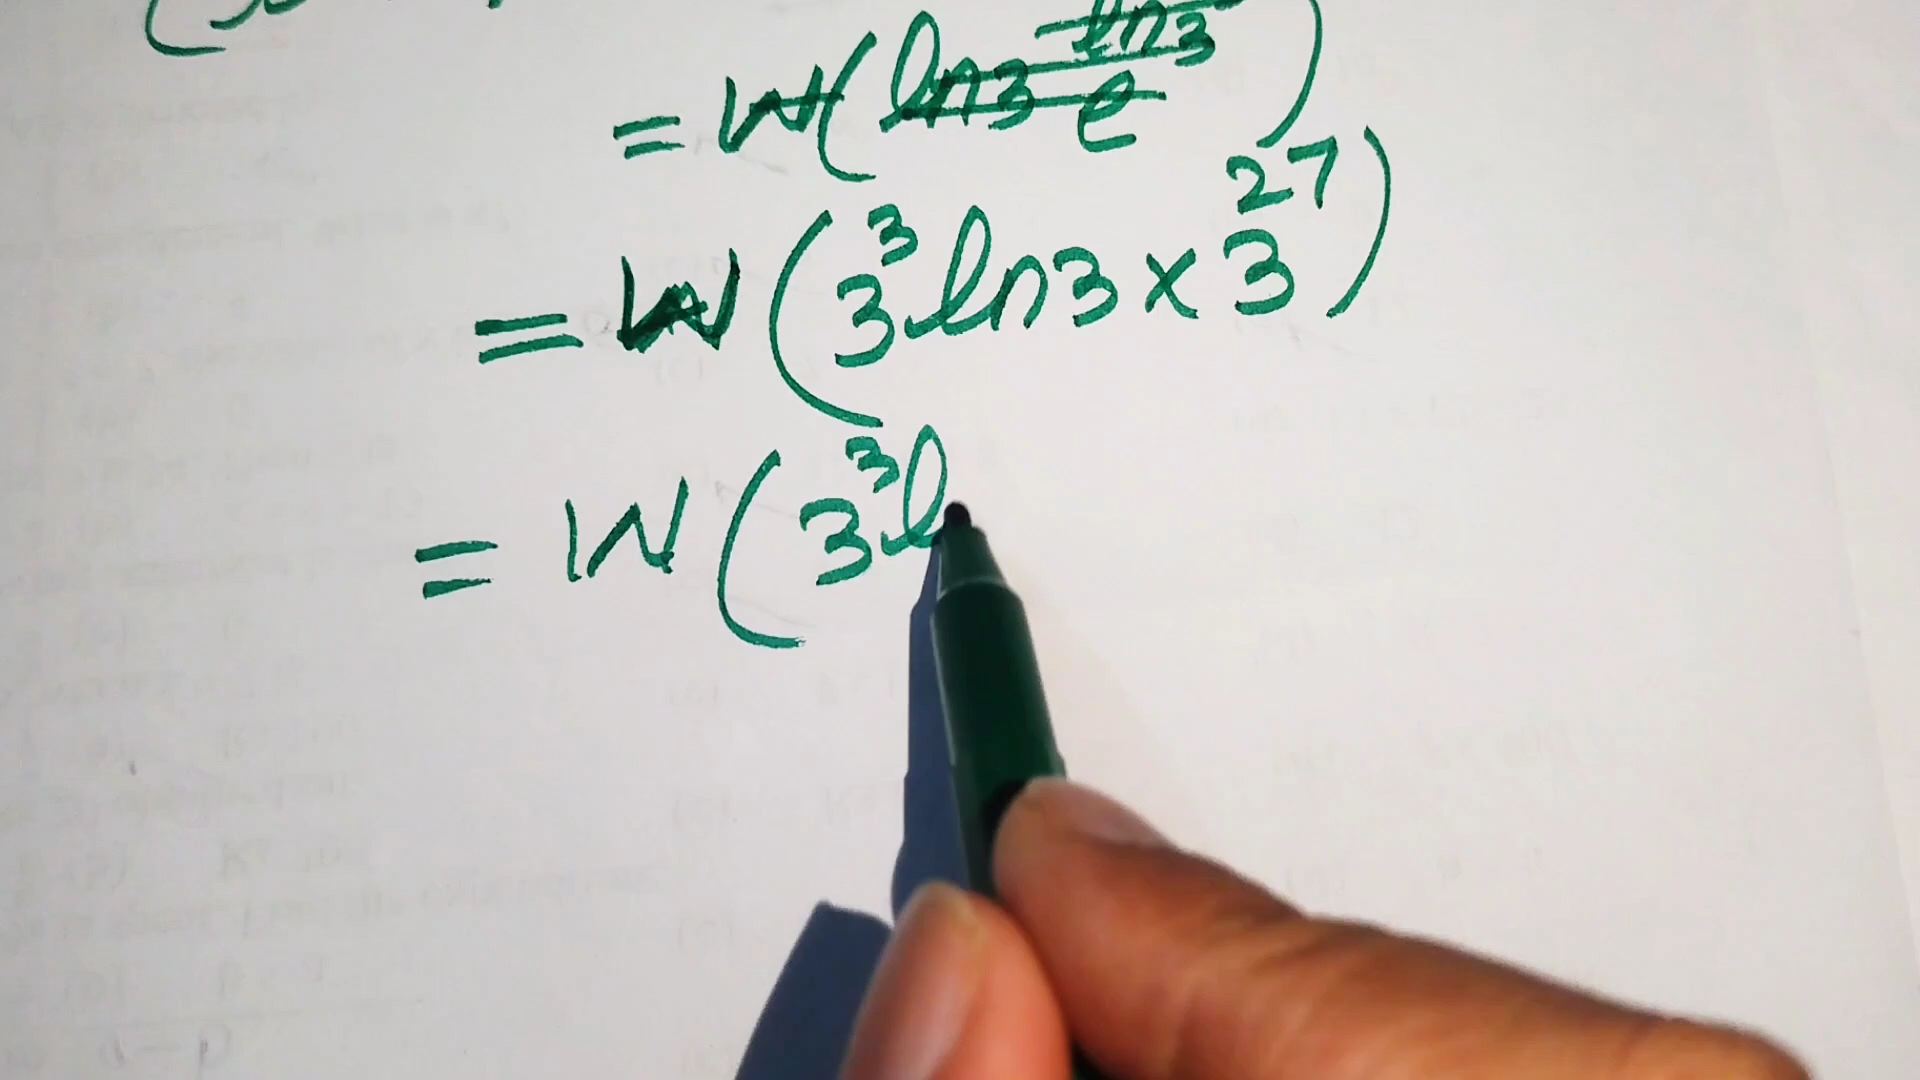 = W(ln3 e^{ln3})
= W(3^3 ln3 × 3^{27})
= W(3^3 l